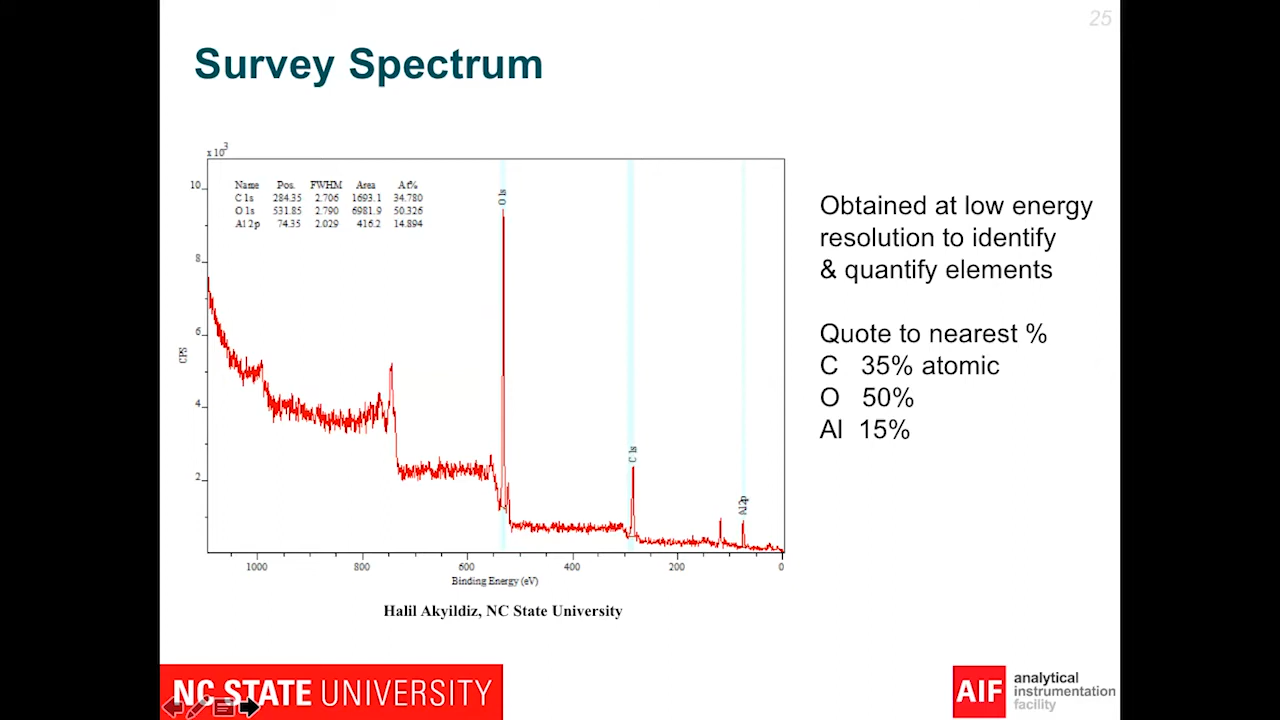 25
Survey Spectrum
x 10^3
Name Pos. FWHM Area At%
C 1s 284.35 2.706 1693.1 34.780
O 1s 531.85 2.790 6981.9 50.326
Al 2p 74.35 2.029 416.2 14.894
O 1s
C 1s
Al 2p
10
8
6
4
2
CPS
1000 800 600 400 200 0
Binding Energy (eV)
Halil Akyildiz, NC State University
Obtained at low energy
resolution to identify
& quantify elements
Quote to nearest %
C 35% atomic
O 50%
Al 15%
NC STATE UNIVERSITY
AIF
analytical
instrumentation
facility